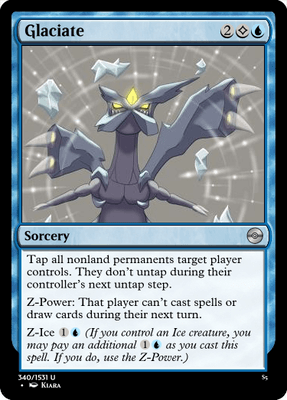 Glaciate 2U
Sorcery
Tap all nonland permanents target player
controls. They don't untap during their
controller's next untap step.
Z-Power: That player can't cast spells or
draw cards during their next turn.
Z-Ice 1 (If you control an Ice creature, you
may pay an additional 1 as you cast this
spell. If you do, use the Z-Power.)
340/1531 U
• Kiara